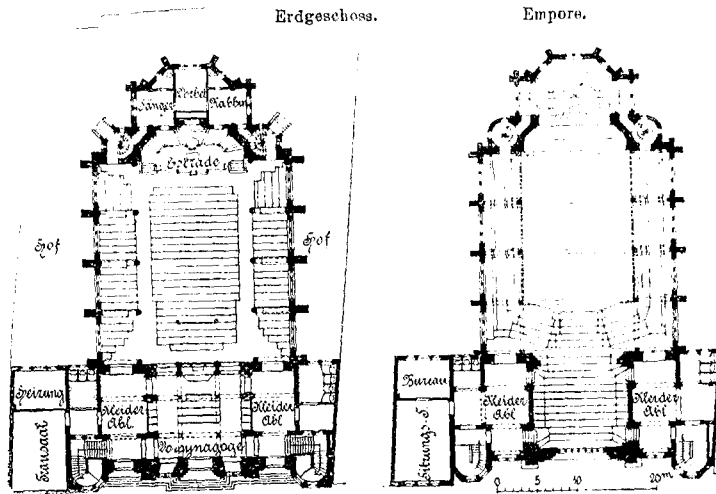 Erdgeschoss.
Empore.
Sänger
Vorbet
Rabbin
Estrade
Hof
Hof
Heizung
Kleider
Abl.
Kleider
Abl
Trausaal
Vorsynagoge
Bureau
Kleider
Abl
Kleider
Abl
Sitzungs S.
0 5 10 20m